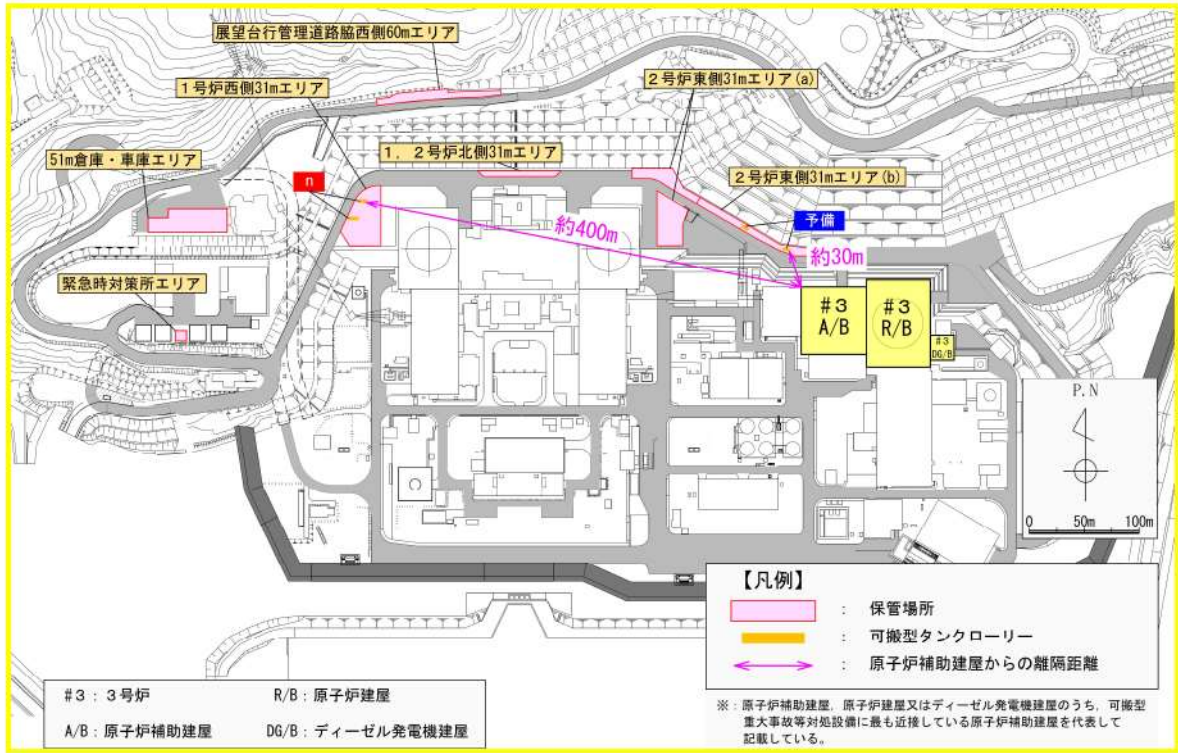 展望台行管理道路脇西側60mエリア
1号炉西側31mエリア
2号炉東側31mエリア(a)
51m倉庫・車庫エリア
1,2号炉北側31mエリア
n
2号炉東側31mエリア(b)
予備
約400m
約30m
緊急時対策所エリア
#3
A/B
#3
R/B
#3
DG/B
P.N
0 50m 100m
【凡例】
: 保管場所
: 可搬型タンクローリー
: 原子炉補助建屋からの離隔距離
#3:3号炉 R/B:原子炉建屋
A/B:原子炉補助建屋 DG/B:ディーゼル発電機建屋
※:原子炉補助建屋,原子炉建屋又はディーゼル発電機建屋のうち,可搬型
重大事故等対処設備に最も近接している原子炉補助建屋を代表して
記載している。